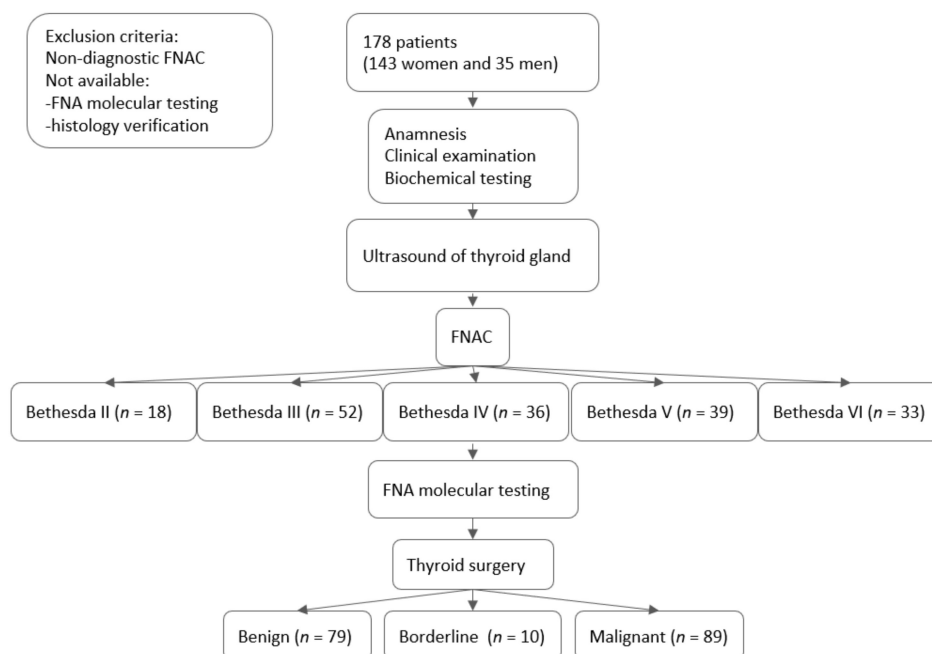 Exclusion criteria:
Non-diagnostic FNAC
Not available:
-FNA molecular testing
-histology verification
178 patients
(143 women and 35 men)
Anamnesis
Clinical examination
Biochemical testing
Ultrasound of thyroid gland
FNAC
Bethesda II (n = 18)
Bethesda III (n = 52)
Bethesda IV (n = 36)
Bethesda V (n = 39)
Bethesda VI (n = 33)
FNA molecular testing
Thyroid surgery
Benign (n = 79)
Borderline (n = 10)
Malignant (n = 89)